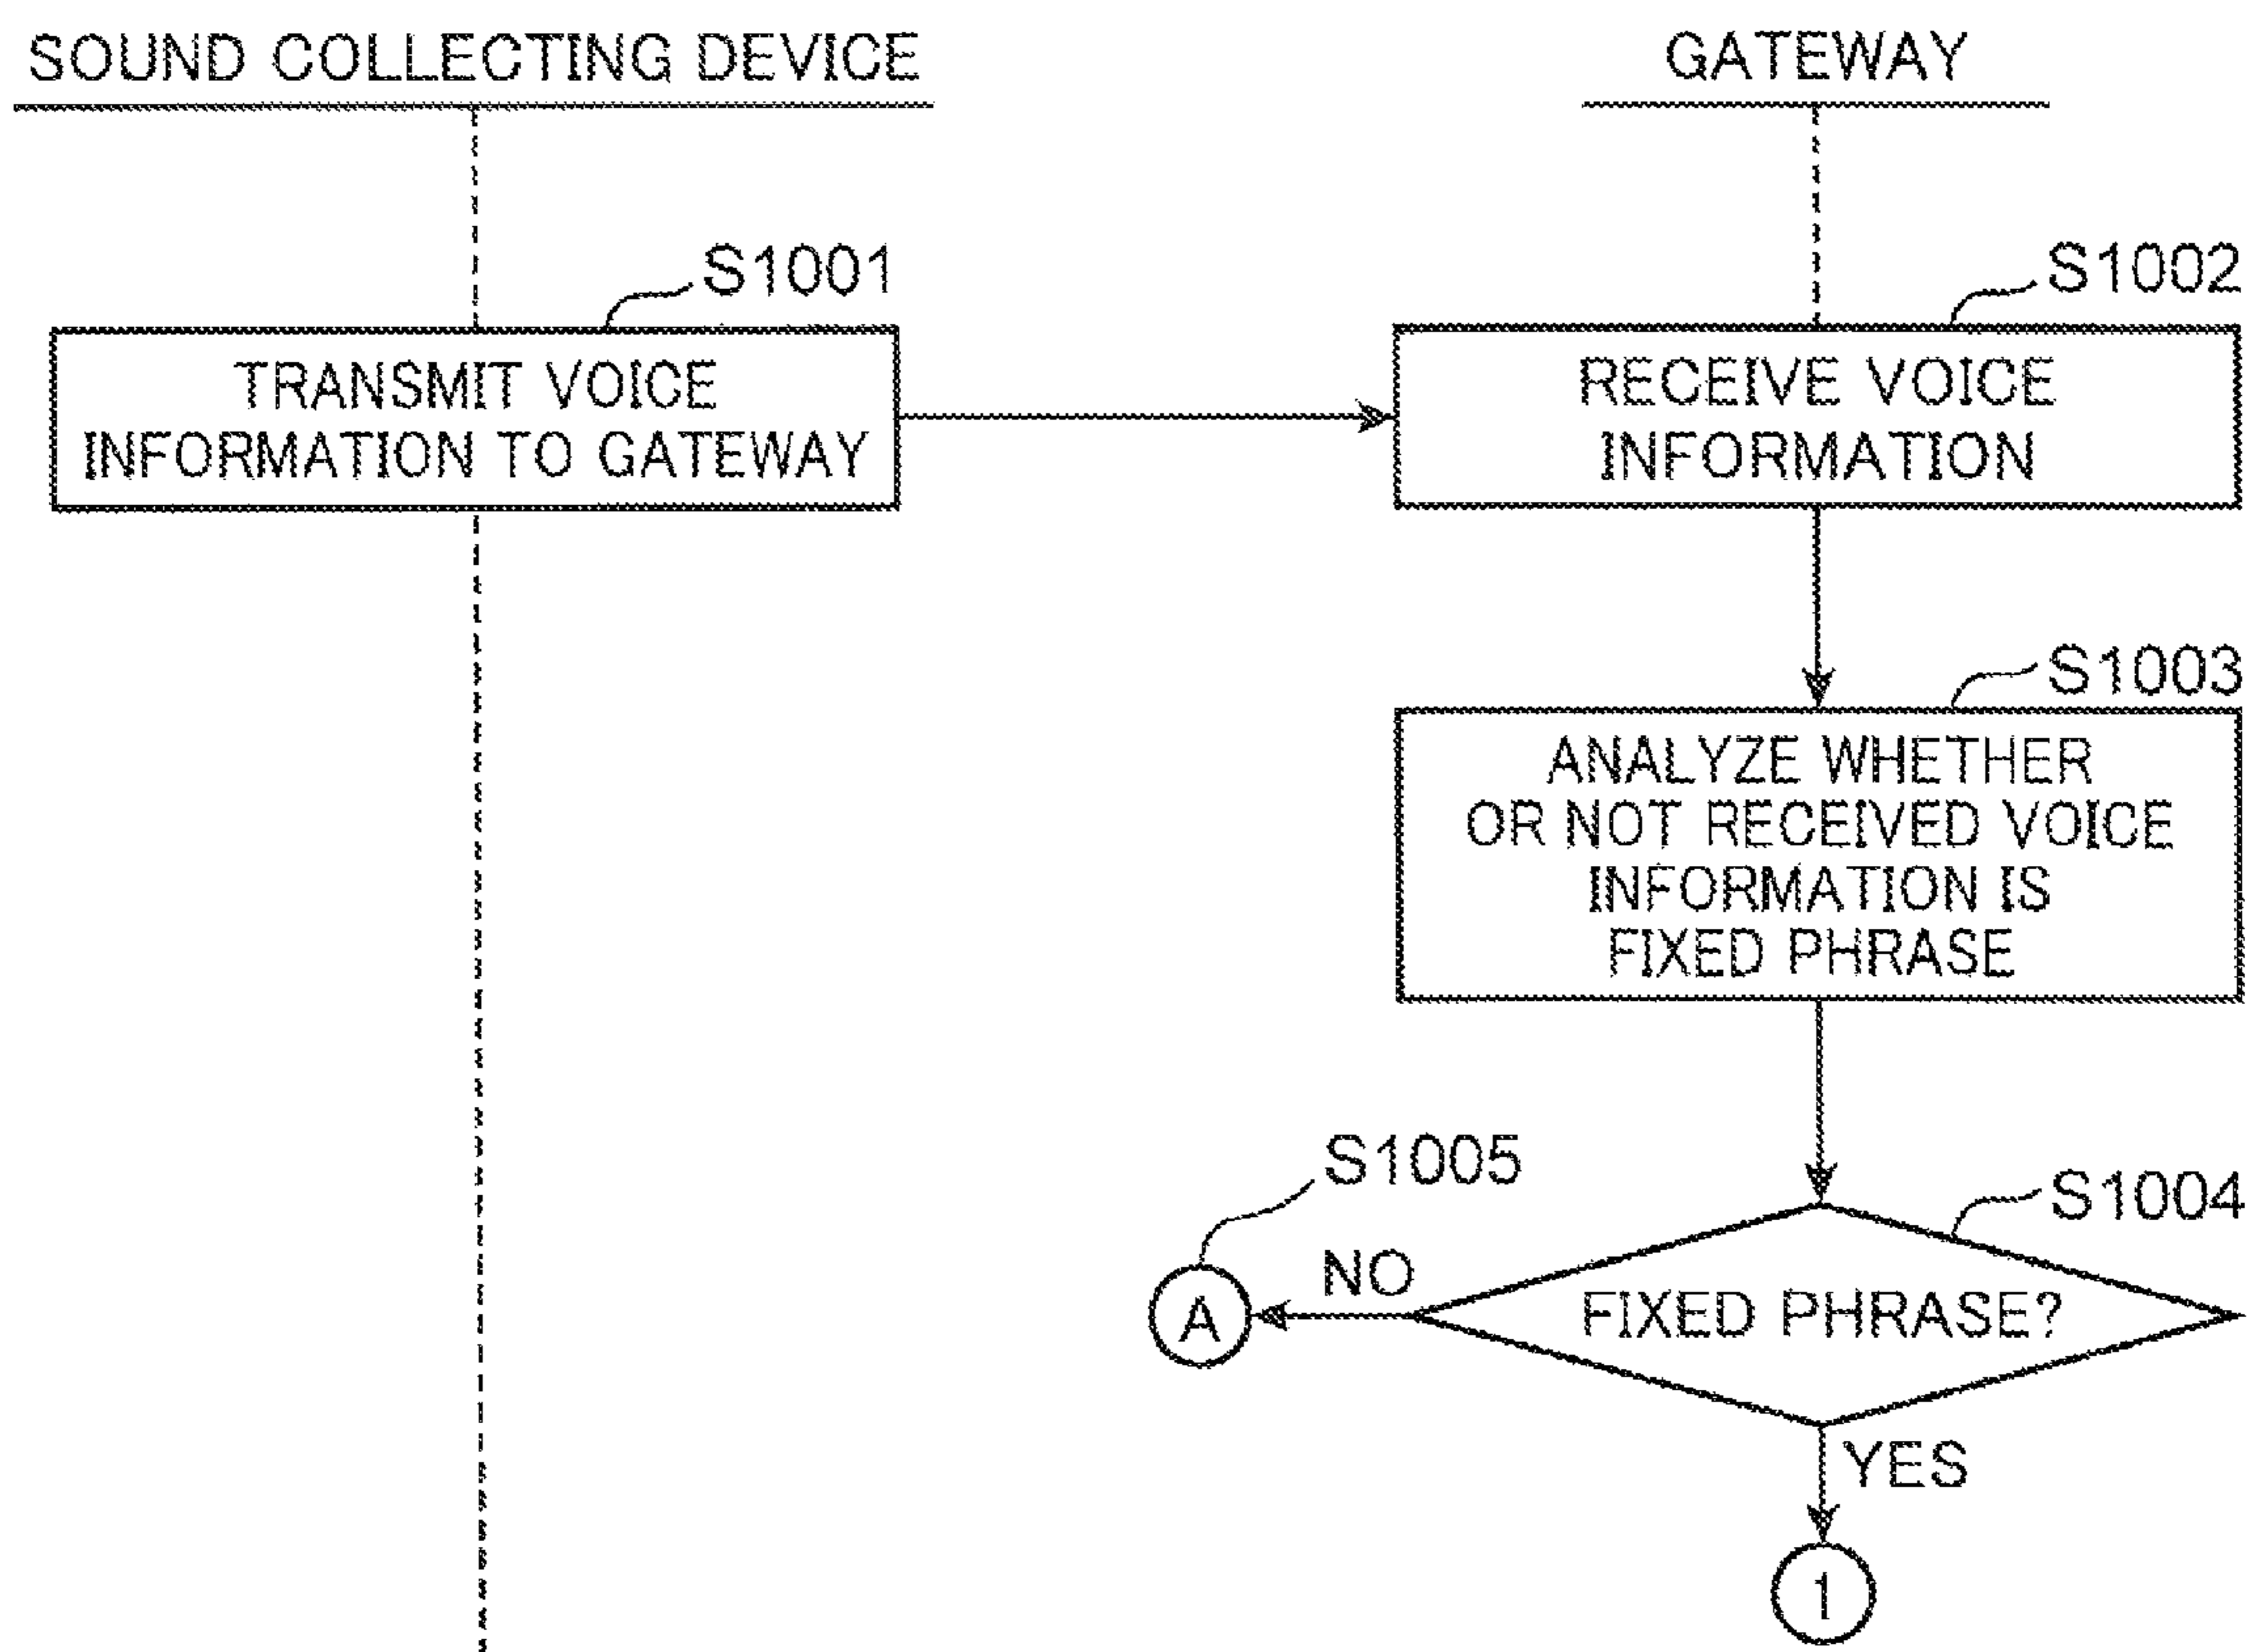 SOUND COLLECTING DEVICE
GATEWAY
S1001
TRANSMIT VOICE
INFORMATION TO GATEWAY
S1002
RECEIVE VOICE
INFORMATION
S1003
ANALYZE WHETHER
OR NOT RECEIVED VOICE
INFORMATION IS
FIXED PHRASE
S1004
FIXED PHRASE?
S1005
NO
A
YES
1